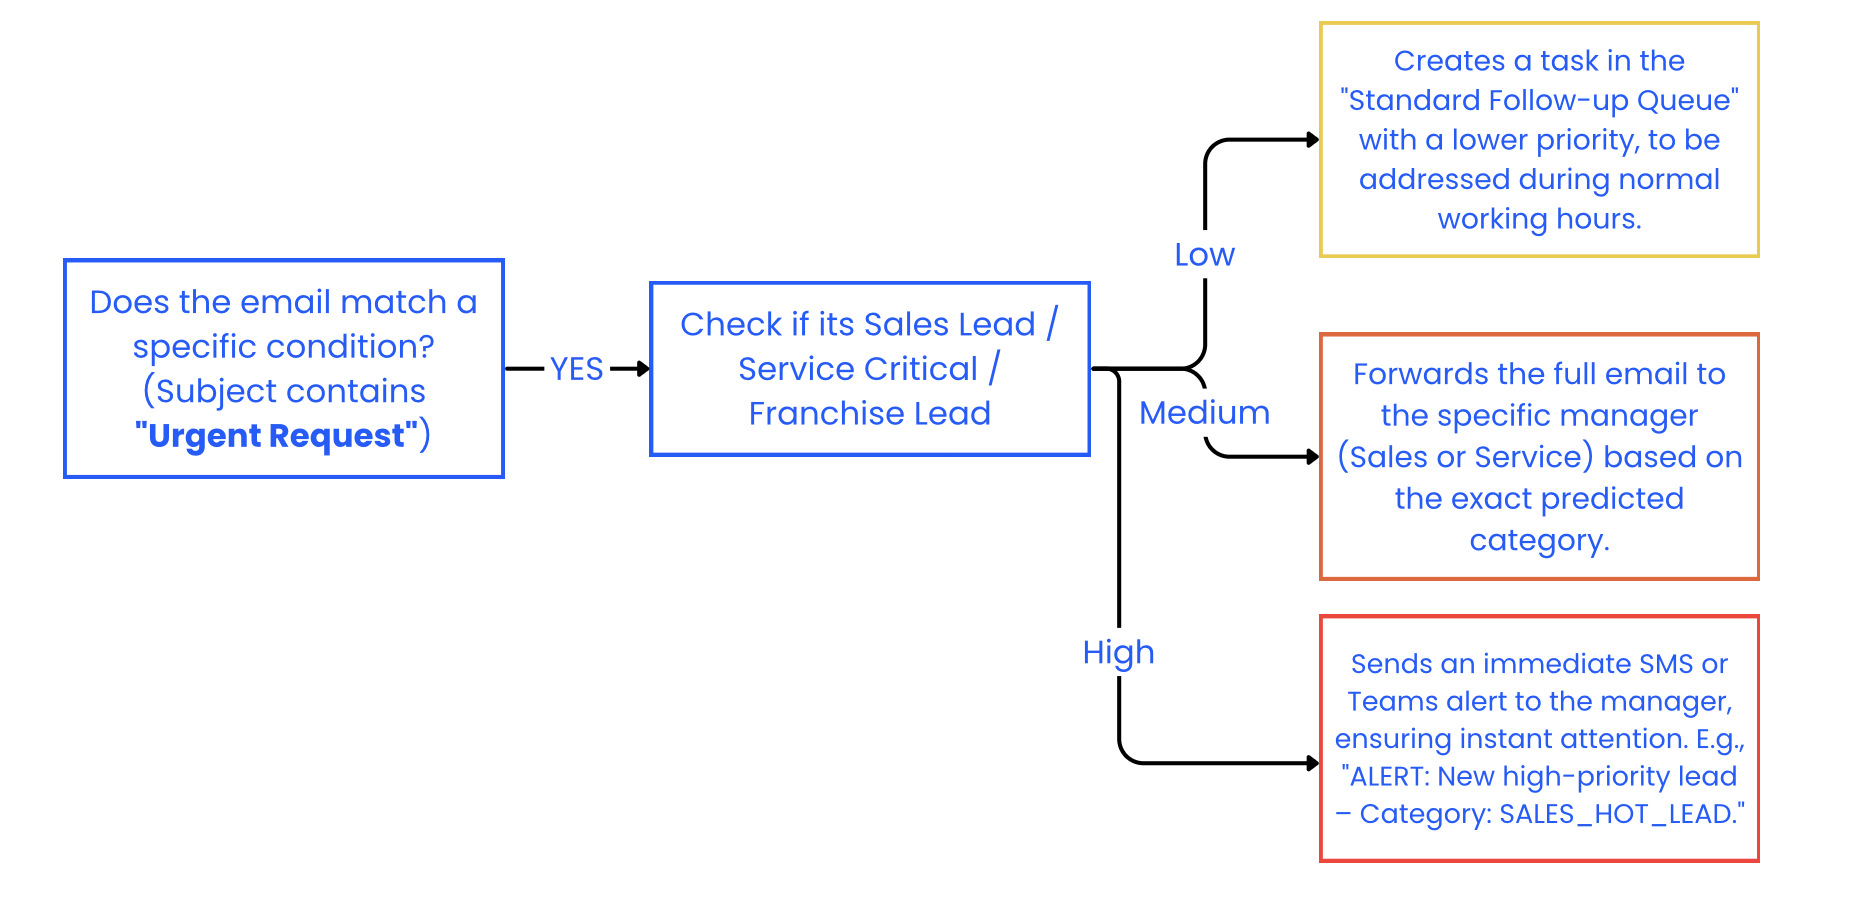 Does the email match a
specific condition?
(Subject contains
"Urgent Request")
YES
Check if its Sales Lead /
Service Critical /
Franchise Lead
Low
Creates a task in the
"Standard Follow-up Queue"
with a lower priority, to be
addressed during normal
working hours.
Medium
Forwards the full email to
the specific manager
(Sales or Service) based on
the exact predicted
category.
High
Sends an immediate SMS or
Teams alert to the manager,
ensuring instant attention. E.g.,
"ALERT: New high-priority lead
– Category: SALES_HOT_LEAD."